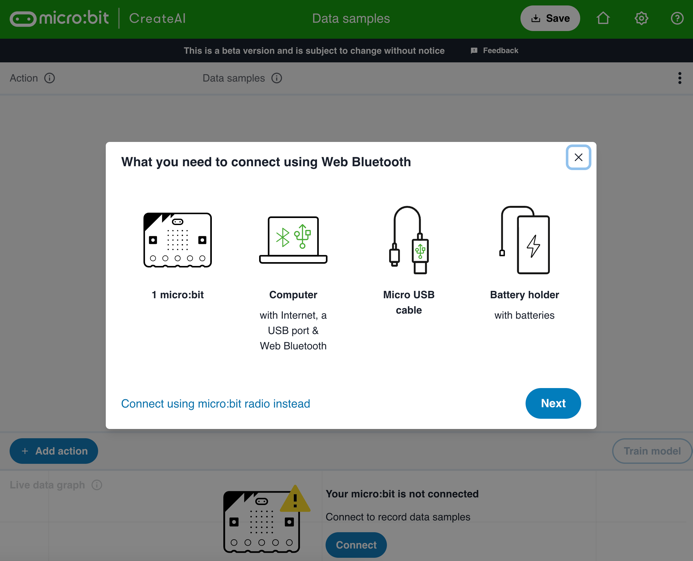 micro:bit CreateAI Data samples Save
This is a beta version and is subject to change without notice Feedback
Action Data samples
What you need to connect using Web Bluetooth
1 micro:bit
Computer
with Internet, a
USB port &
Web Bluetooth
Micro USB
cable
Battery holder
with batteries
Connect using micro:bit radio instead Next
+ Add action Train model
Live data graph
Your micro:bit is not connected
Connect to record data samples
Connect